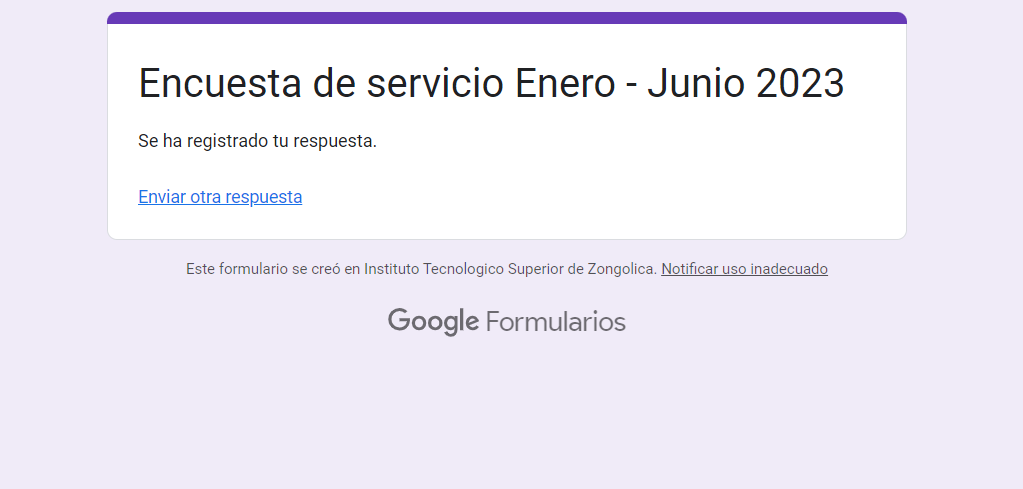 Encuesta de servicio Enero - Junio 2023
Se ha registrado tu respuesta.
Enviar otra respuesta
Este formulario se creó en Instituto Tecnologico Superior de Zongolica. Notificar uso inadecuado
Google Formularios